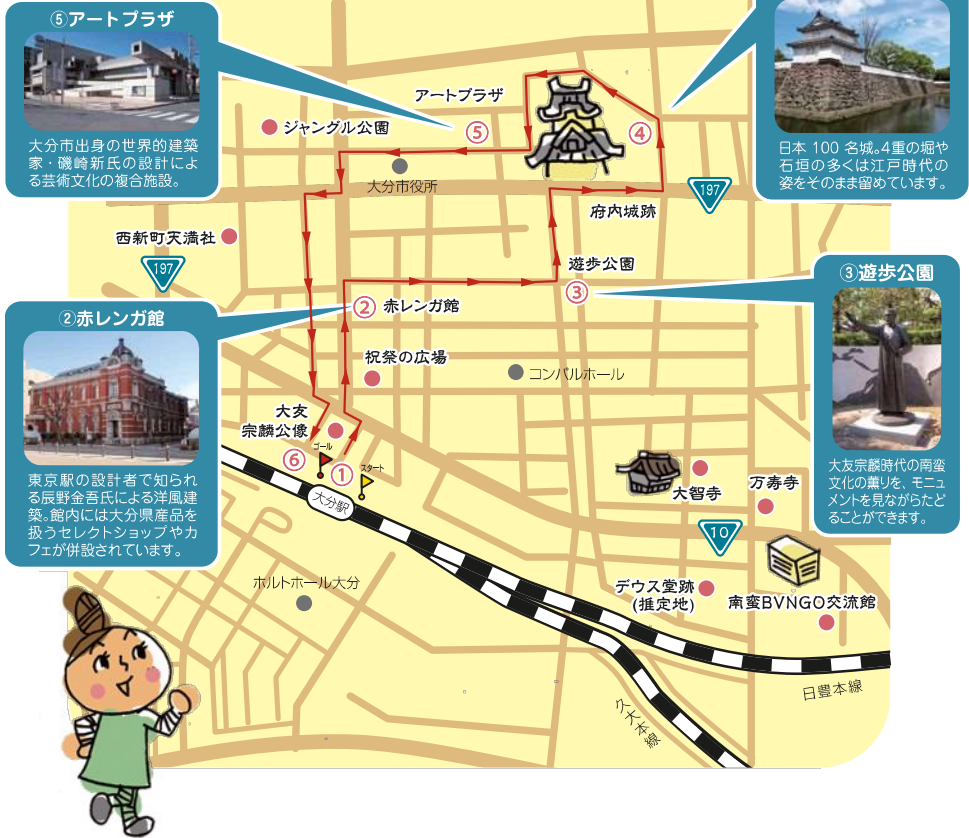 ⑤アートプラザ
大分市出身の世界的建築
家・磯崎新氏の設計によ
る芸術文化の複合施設。
日本 100 名城。4重の堀や
石垣の多くは江戸時代の
姿をそのまま留めています。
アートプラザ
⑤
④
ジャングル公園
大分市役所
197
府内城跡
西新町天満社
197
遊歩公園
③
③遊歩公園
大友宗麟時代の南蛮
文化の薫りを、モニュ
メントを見ながらたど
ることができます。
②赤レンガ館
東京駅の設計者で知られ
る辰野金吾氏による洋風建
築。館内には大分県産品を
扱うセレクトショップやカ
フェが併設されています。
② 赤レンガ館
祝祭の広場
コンパルホール
大友
宗麟公像
⑥
ゴール
①
スタート
大分駅
大智寺
万寿寺
10
ホルトホール大分
デウス堂跡
(推定地)
南蛮BVNGO交流館
日豊本線
久大本線